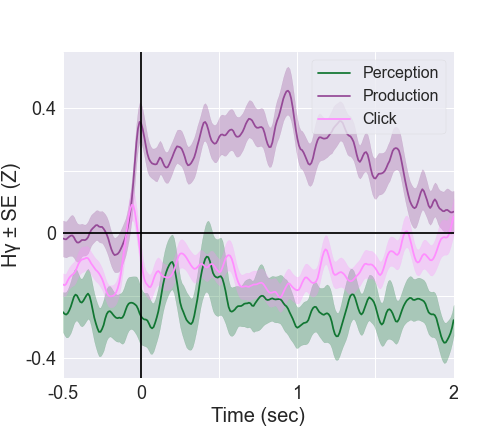 Perception
Production
Click
Hγ ± SE (Z)
0.4
0
-0.4
-0.5 0 1 2
Time (sec)